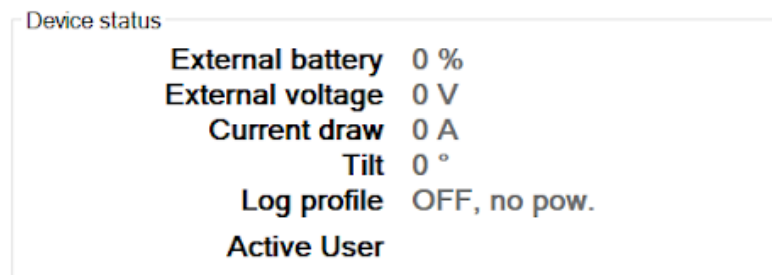 Device status
External battery 0 %
External voltage 0 V
Current draw 0 A
Tilt 0 °
Log profile OFF, no pow.
Active User